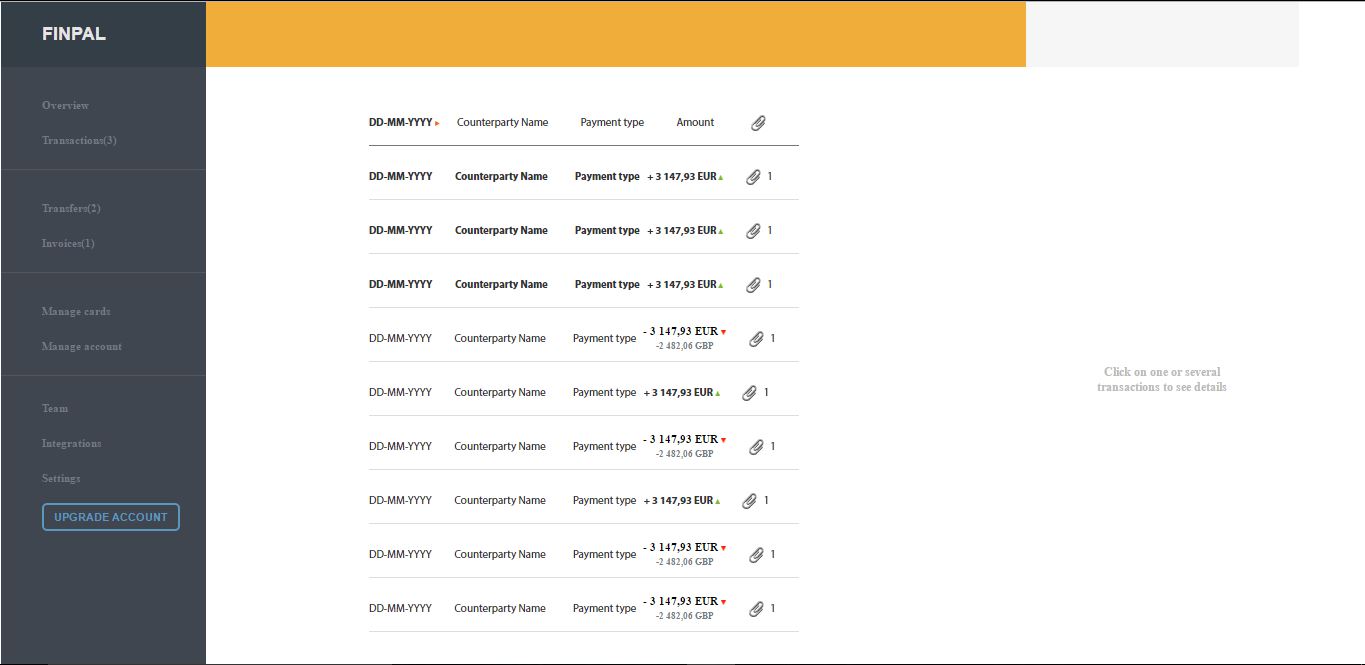 FINPAL
Overview
Transactions(3)
Transfers(2)
Invoices(1)
Manage cards
Manage account
Team
Integrations
Settings
UPGRADE ACCOUNT
DD-MM-YYYY Counterparty Name Payment type Amount
DD-MM-YYYY Counterparty Name Payment type + 3 147,93 EUR 1
DD-MM-YYYY Counterparty Name Payment type + 3 147,93 EUR 1
DD-MM-YYYY Counterparty Name Payment type + 3 147,93 EUR 1
DD-MM-YYYY Counterparty Name Payment type - 3 147,93 EUR 1
-2 482,06 GBP
DD-MM-YYYY Counterparty Name Payment type + 3 147,93 EUR 1
DD-MM-YYYY Counterparty Name Payment type - 3 147,93 EUR 1
-2 482,06 GBP
DD-MM-YYYY Counterparty Name Payment type + 3 147,93 EUR 1
DD-MM-YYYY Counterparty Name Payment type - 3 147,93 EUR 1
-2 482,06 GBP
DD-MM-YYYY Counterparty Name Payment type - 3 147,93 EUR 1
-2 482,06 GBP
Click on one or several
transactions to see details